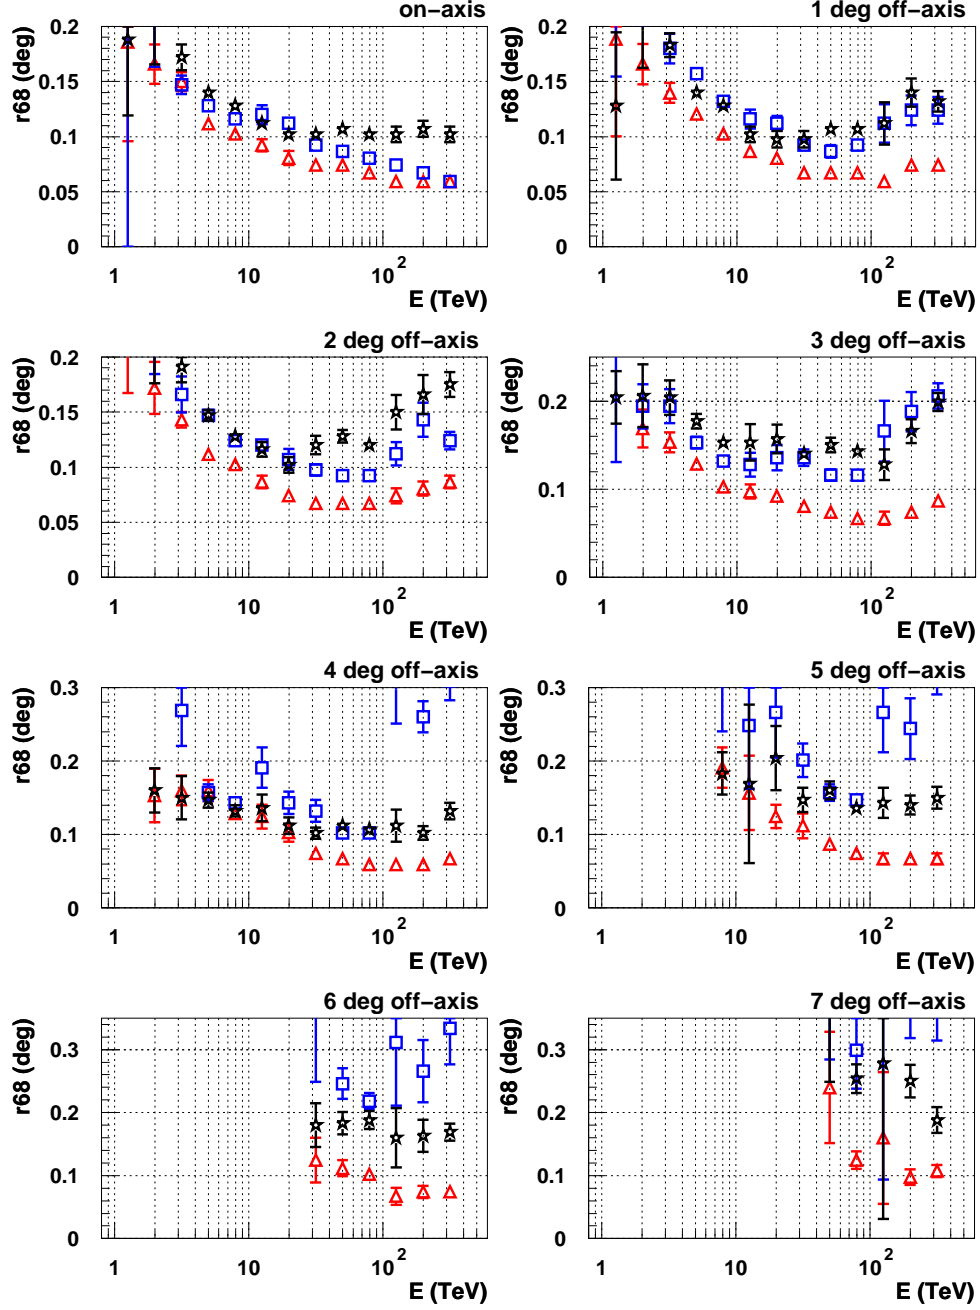 on-axis
r68 (deg)
0.2
0.15
0.1
0.05
0
1 10 10²
E (TeV)
1 deg off-axis
r68 (deg)
0.2
0.15
0.1
0.05
0
1 10 10²
E (TeV)
2 deg off-axis
r68 (deg)
0.2
0.15
0.1
0.05
0
1 10 10²
E (TeV)
3 deg off-axis
r68 (deg)
0.2
0.1
0
1 10 10²
E (TeV)
4 deg off-axis
r68 (deg)
0.3
0.2
0.1
0
1 10 10²
E (TeV)
5 deg off-axis
r68 (deg)
0.3
0.2
0.1
0
1 10 10²
E (TeV)
6 deg off-axis
r68 (deg)
0.3
0.2
0.1
0
1 10 10²
E (TeV)
7 deg off-axis
r68 (deg)
0.3
0.2
0.1
0
1 10 10²
E (TeV)